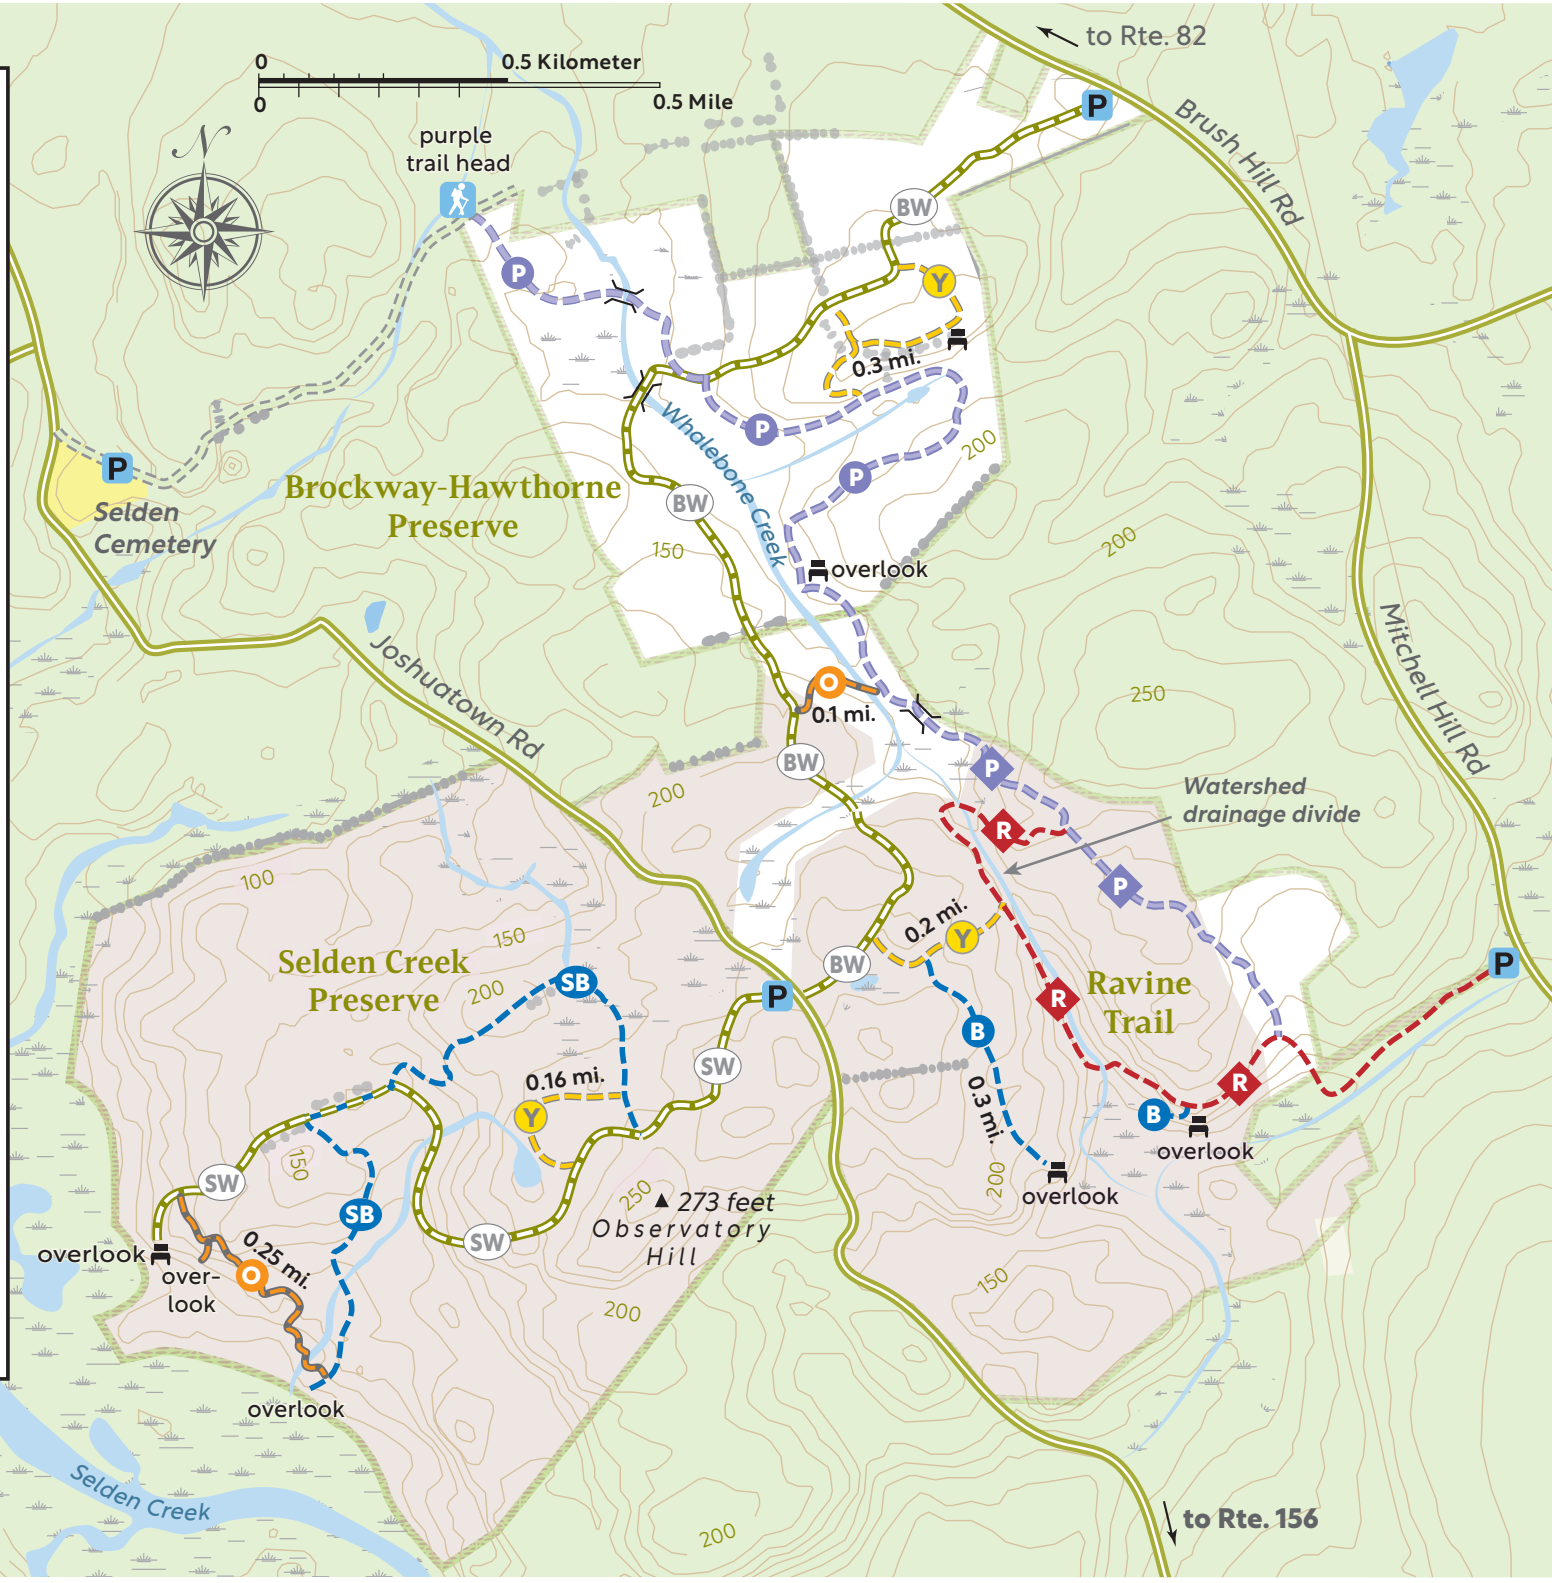 to Rte. 82
0
0.5 Kilometer
0
0.5 Mile
P
purple
trail head
N
Brush Hill Rd
BW
P
Y
0.3 mi.
Whalebone Creek
P
200
P
P
Selden
Cemetery
Brockway-Hawthorne
Preserve
BW
150
200
overlook
Joshuatown Rd
Mitchell Hill Rd
O
0.1 mi.
250
BW
P
200
Watershed
drainage divide
R
100
P
0.2 mi.
Y
150
Selden Creek
Preserve
200
SB
BW
P
P
R
Ravine
Trail
B
SW
0.16 mi.
Y
0.3 mi.
R
B
overlook
150
SW
200
overlook
250
273 feet
Observatory
Hill
SB
SW
overlook
over-
look
0.25 mi.
O
150
200
overlook
Selden Creek
200
to Rte. 156